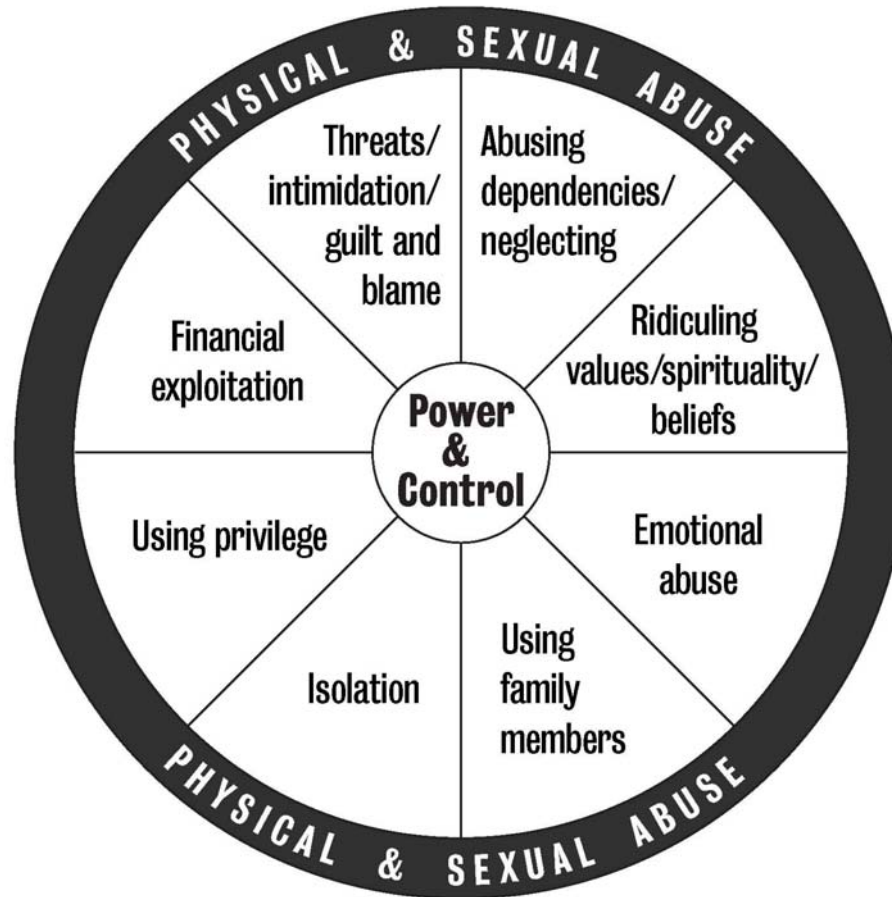 PHYSICAL & SEXUAL ABUSE
Threats/
intimidation/
guilt and
blame
Abusing
dependencies/
neglecting
Ridiculing
values/spirituality/
beliefs
Emotional
abuse
Using
family
members
Isolation
Using privilege
Financial
exploitation
Power
&
Control
PHYSICAL & SEXUAL ABUSE